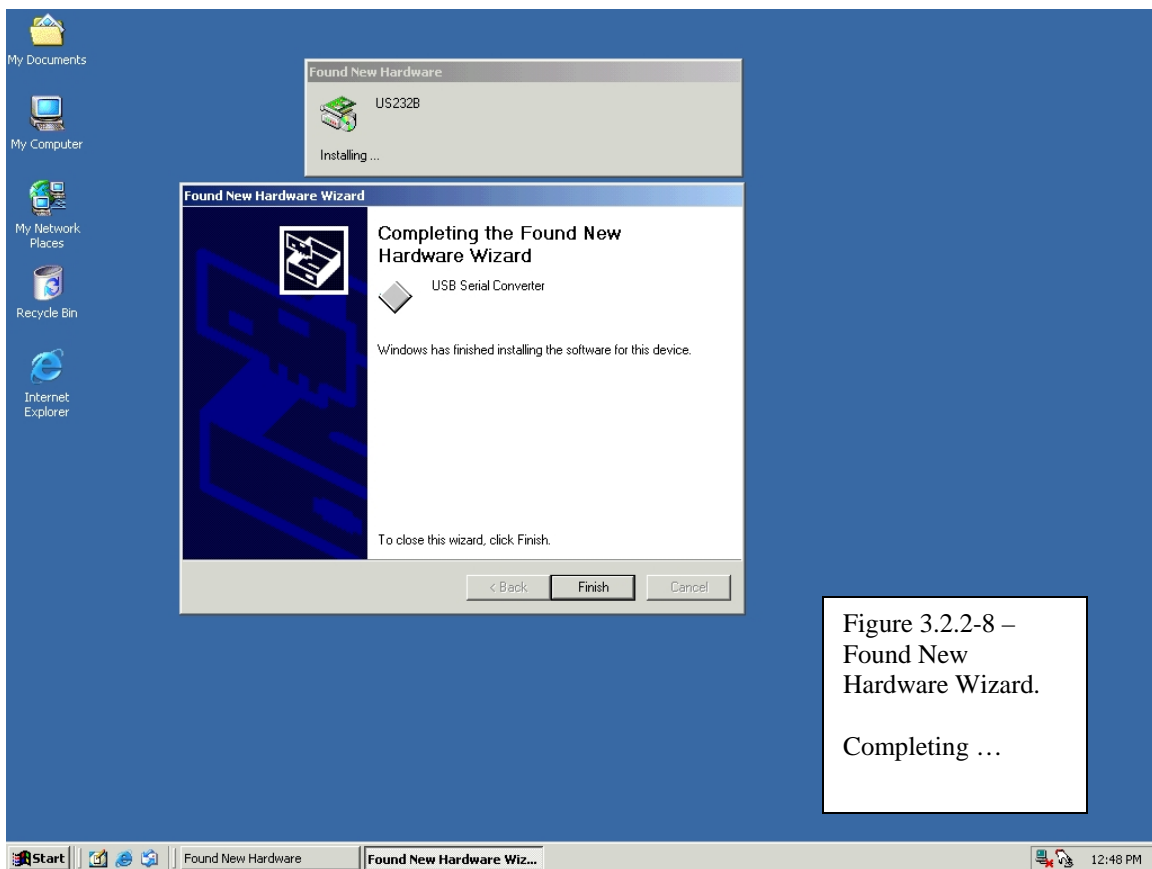 My Documents
My Computer
My Network
Places
Recycle Bin
Internet
Explorer
Found New Hardware
US232B
Installing ...
Found New Hardware Wizard
Completing the Found New
Hardware Wizard
USB Serial Converter
Windows has finished installing the software for this device.
To close this wizard, click Finish.
< Back
Finish
Cancel
Figure 3.2.2-8 –
Found New
Hardware Wizard.
Completing …
Start
Found New Hardware
Found New Hardware Wiz...
12:48 PM